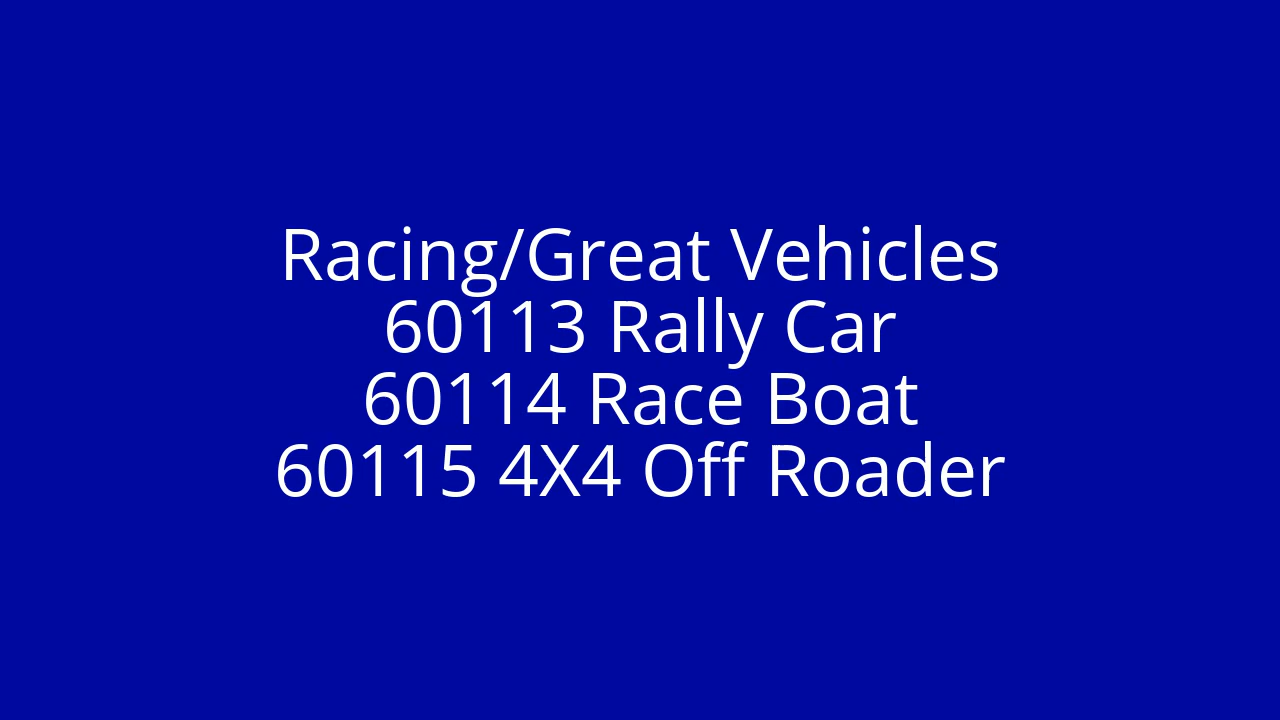 Racing/Great Vehicles
60113 Rally Car
60114 Race Boat
60115 4X4 Off Roader